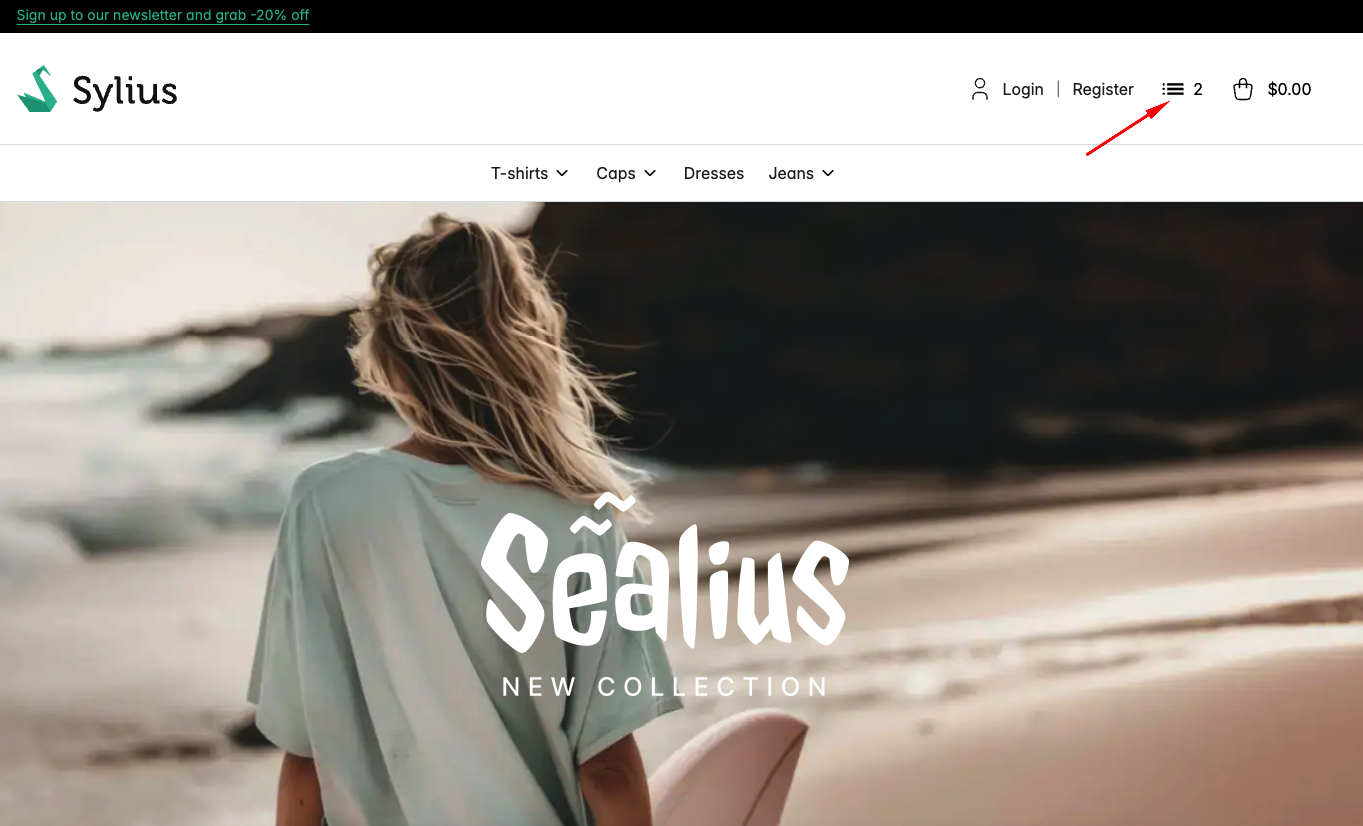 Sign up to our newsletter and grab -20% off
Sylius
Login | Register 2 $0.00
T-shirts Caps Dresses Jeans
Sealius
NEW COLLECTION